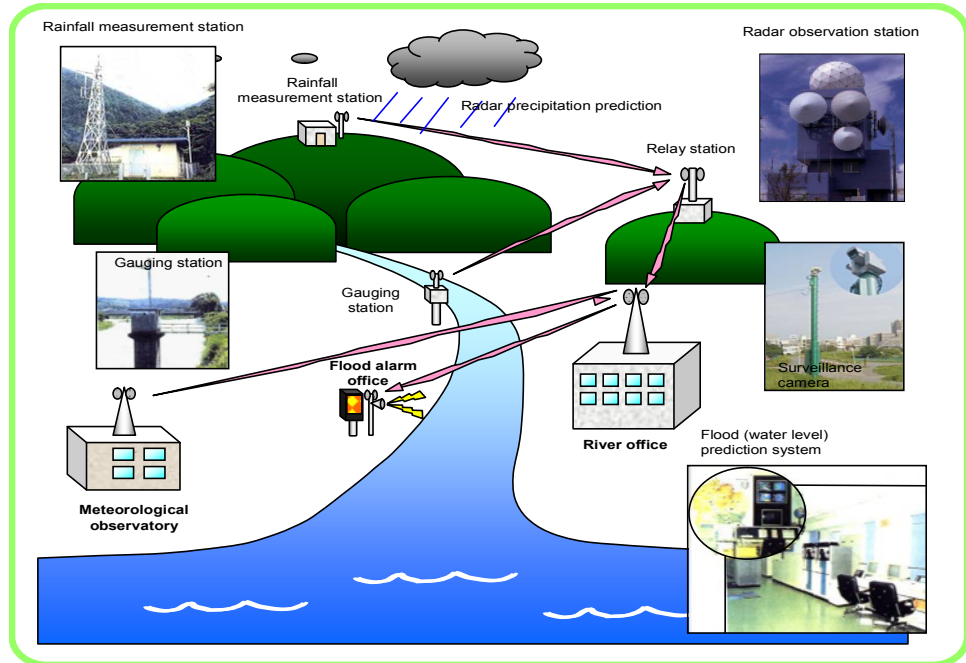 Rainfall measurement station
Radar observation station
Rainfall
measurement station
Radar precipitation prediction
Relay station
Gauging station
Gauging
station
Surveillance
camera
Flood alarm
office
River office
Flood (water level)
prediction system
Meteorological
observatory